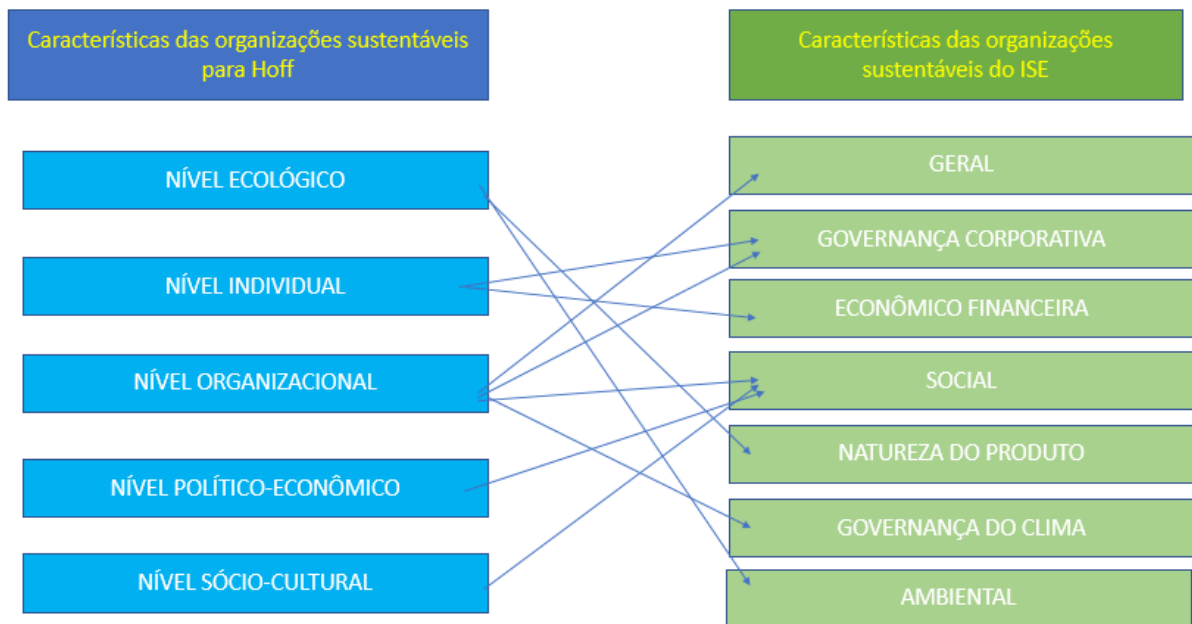 Características das organizações sustentáveis
para Hoff
Características das organizações
sustentáveis do ISE
NÍVEL ECOLÓGICO
NÍVEL INDIVIDUAL
NÍVEL ORGANIZACIONAL
NÍVEL POLÍTICO-ECONÔMICO
NÍVEL SÓCIO-CULTURAL
GERAL
GOVERNANÇA CORPORATIVA
ECONÔMICO FINANCEIRA
SOCIAL
NATUREZA DO PRODUTO
GOVERNANÇA DO CLIMA
AMBIENTAL